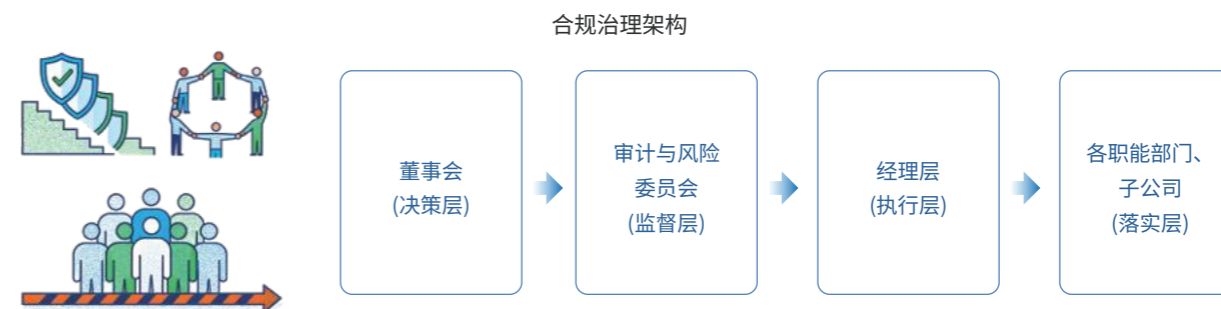 合规治理架构
董事会
(决策层)
审计与风险
委员会
(监督层)
经理层
(执行层)
各职能部门、
子公司
(落实层)